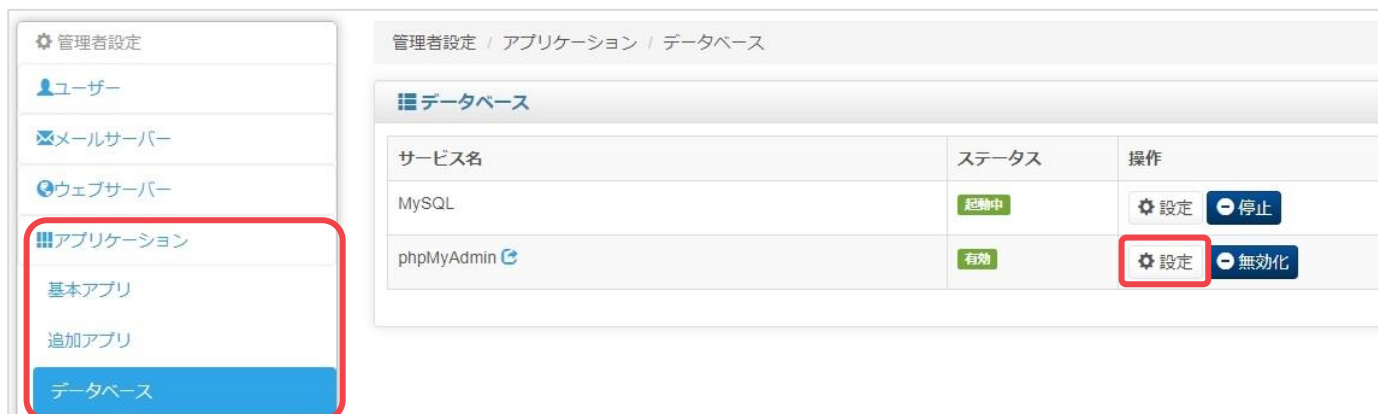 管理者設定
ユーザー
メールサーバー
ウェブサーバー
アプリケーション
基本アプリ
追加アプリ
データベース
管理者設定 / アプリケーション / データベース
データベース
サービス名 ステータス 操作
MySQL 起動中 設定 停止
phpMyAdmin 有効 設定 無効化